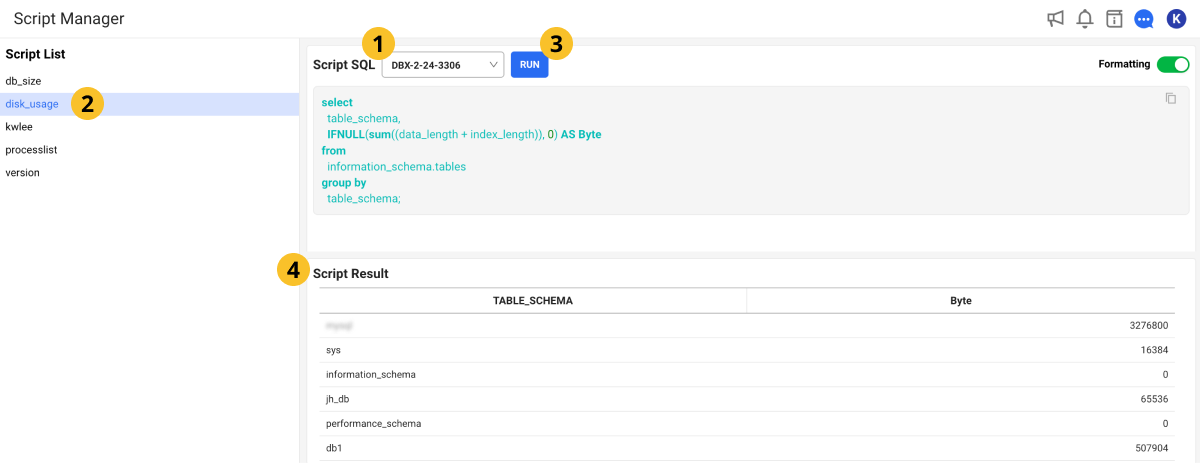 Script Manager
K
Script List
db_size
disk_usage
2
kwlee
processlist
version
1
3
Script SQL
DBX-2-24-3306
RUN
Formatting
select
table_schema,
IFNULL(sum((data_length + index_length)), 0) AS Byte
from
information_schema.tables
group by
table_schema;
4
Script Result
TABLE_SCHEMA Byte
mysql 3276800
sys 16384
information_schema 0
jh_db 65536
performance_schema 0
db1 507904